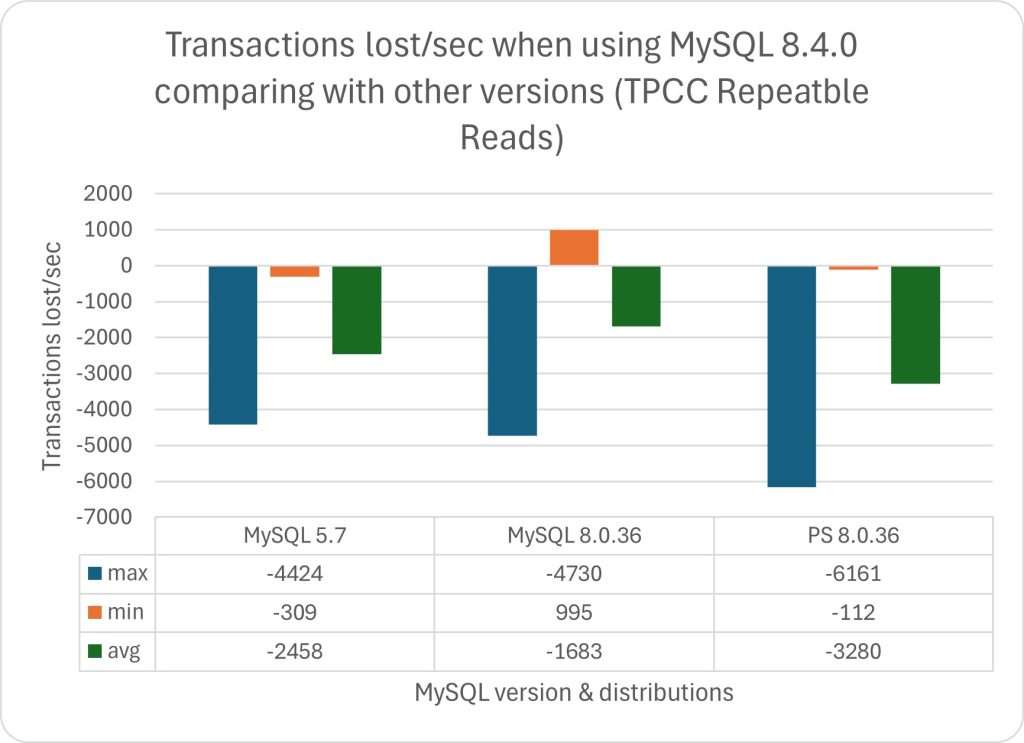 Transactions lost/sec when using MySQL 8.4.0
comparing with other versions (TPCC Repeatble
Reads)
Transactions lost/sec
2000
1000
0
-1000
-2000
-3000
-4000
-5000
-6000
-7000
MySQL 5.7 MySQL 8.0.36 PS 8.0.36
max -4424 -4730 -6161
min -309 995 -112
avg -2458 -1683 -3280
MySQL version & distributions